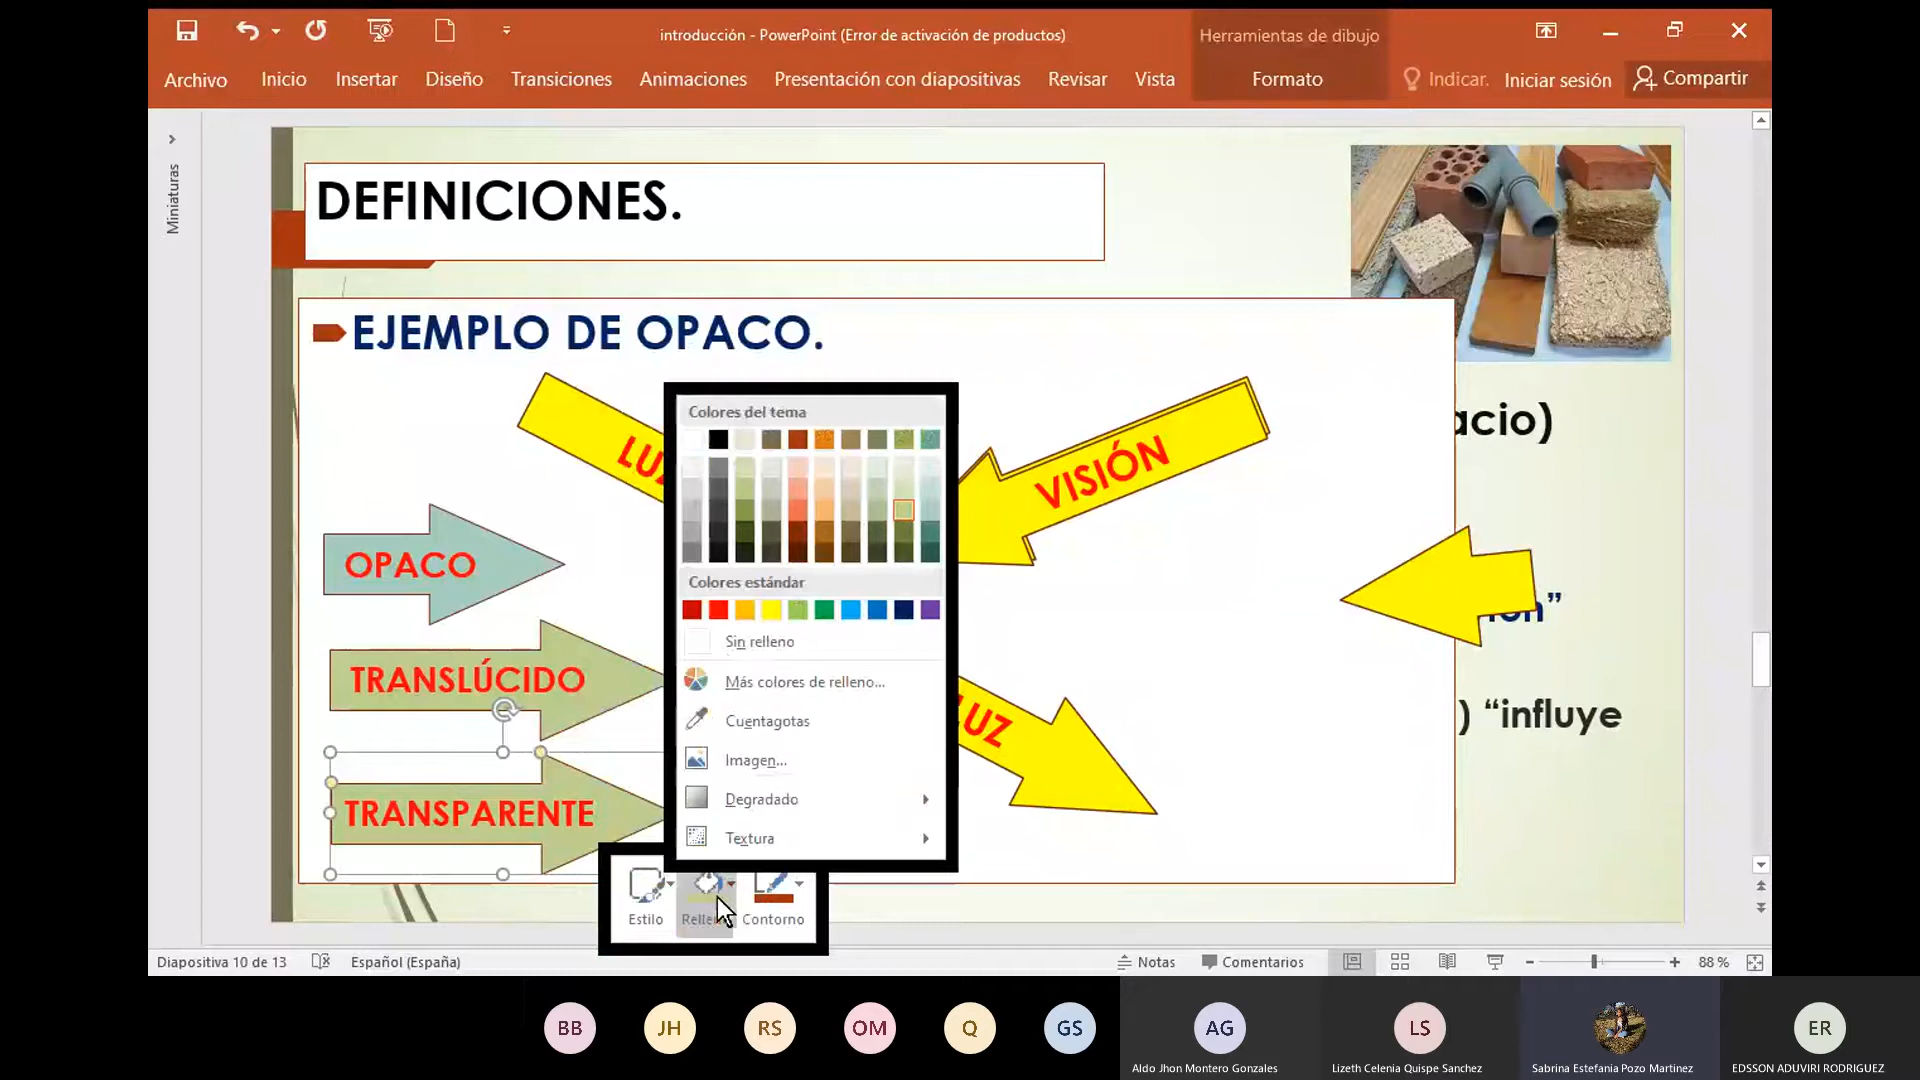 introducción - PowerPoint (Error de activación de productos)
Herramientas de dibujo
Archivo
Inicio
Insertar
Diseño
Transiciones
Animaciones
Presentación con diapositivas
Revisar
Vista
Formato
Indicar.
Iniciar sesión
Compartir
Miniaturas
DEFINICIONES.
EJEMPLO DE OPACO.
LUZ
VISIÓN
OPACO
TRANSLÚCIDO
TRANSPARENTE
LUZ
acio)
ión”
) “influye
Colores del tema
Colores estándar
Sin relleno
Más colores de relleno...
Cuentagotas
Imagen...
Degradado
Textura
Estilo
Relleno
Contorno
Diapositiva 10 de 13
Español (España)
Notas
Comentarios
88 %
BB
JH
RS
OM
Q
GS
AG
LS
ER
Aldo Jhon Montero Gonzales
Lizeth Celenia Quispe Sanchez
Sabrina Estefania Pozo Martinez
EDSSON ADUVIRI RODRIGUEZ